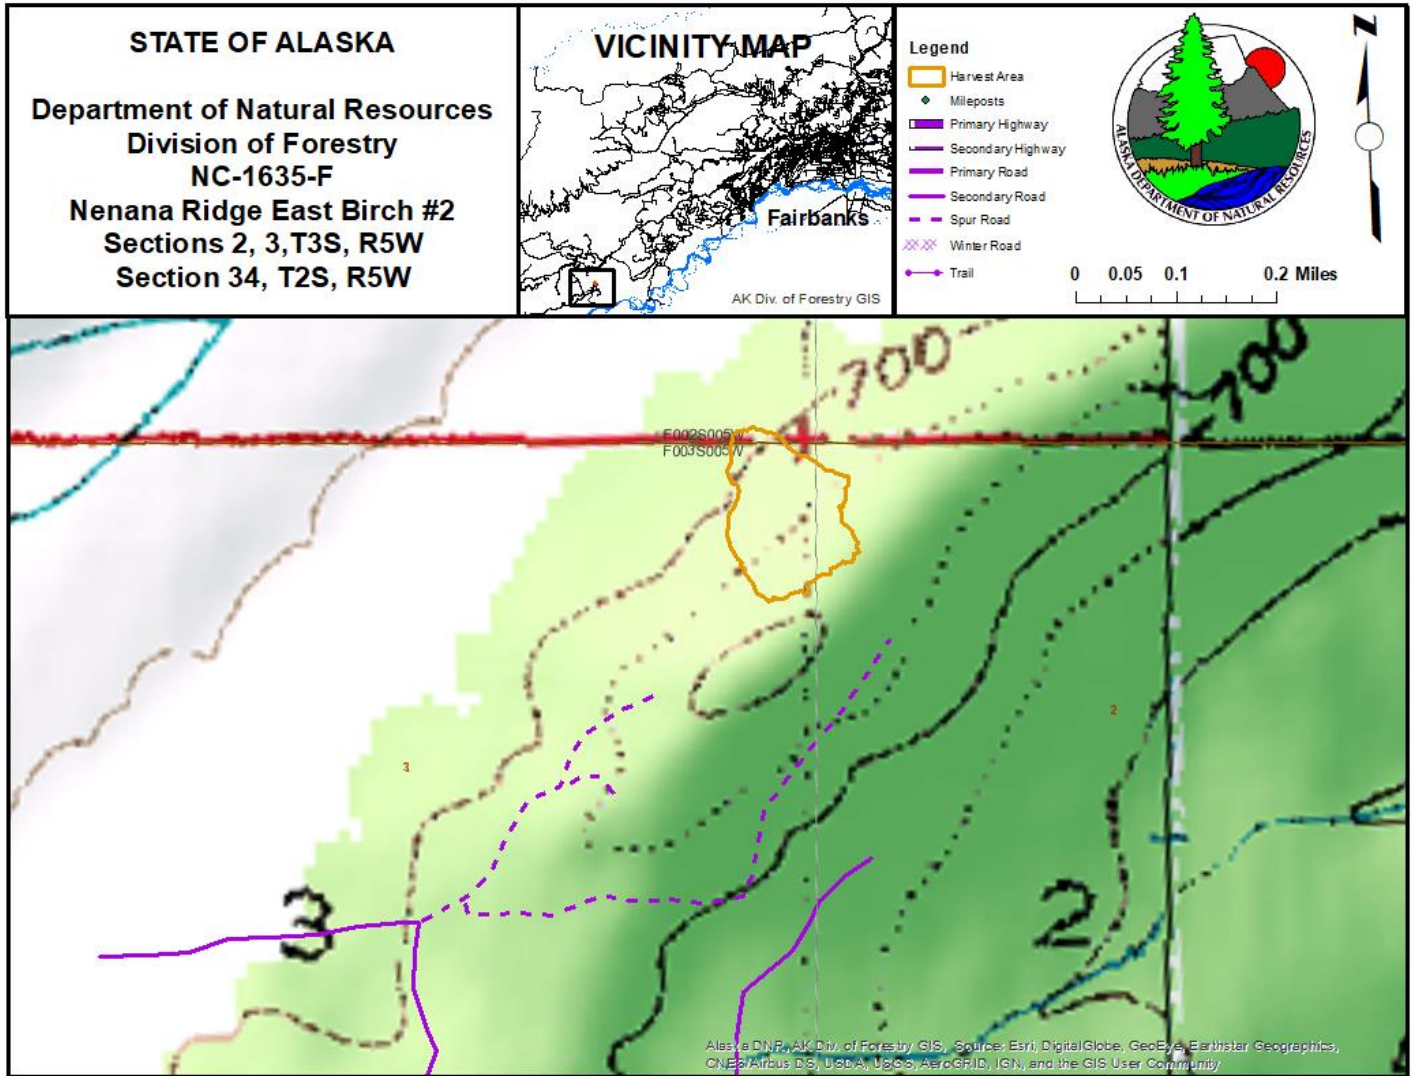 STATE OF ALASKA
Department of Natural Resources
Division of Forestry
NC-1635-F
Nenana Ridge East Birch #2
Sections 2, 3,T3S, R5W
Section 34, T2S, R5W
VICINITY MAP
Fairbanks
AK Div. of Forestry GIS
Legend
Harvest Area
Mileposts
Primary Highway
Secondary Highway
Primary Road
Secondary Road
Spur Road
Winter Road
Trail
ALASKA DEPARTMENT OF NATURAL RESOURCES
Z
0 0.05 0.1 0.2 Miles
700
700
F002S005W
F003S005W
2
3
3
2
Alaska DNR, AK Div. of Forestry GIS, Source: Esri, DigitalGlobe, GeoEye, Earthstar Geographics,
CNES/Airbus DS, USDA, USGS, AeroGRID, IGN, and the GIS User Community